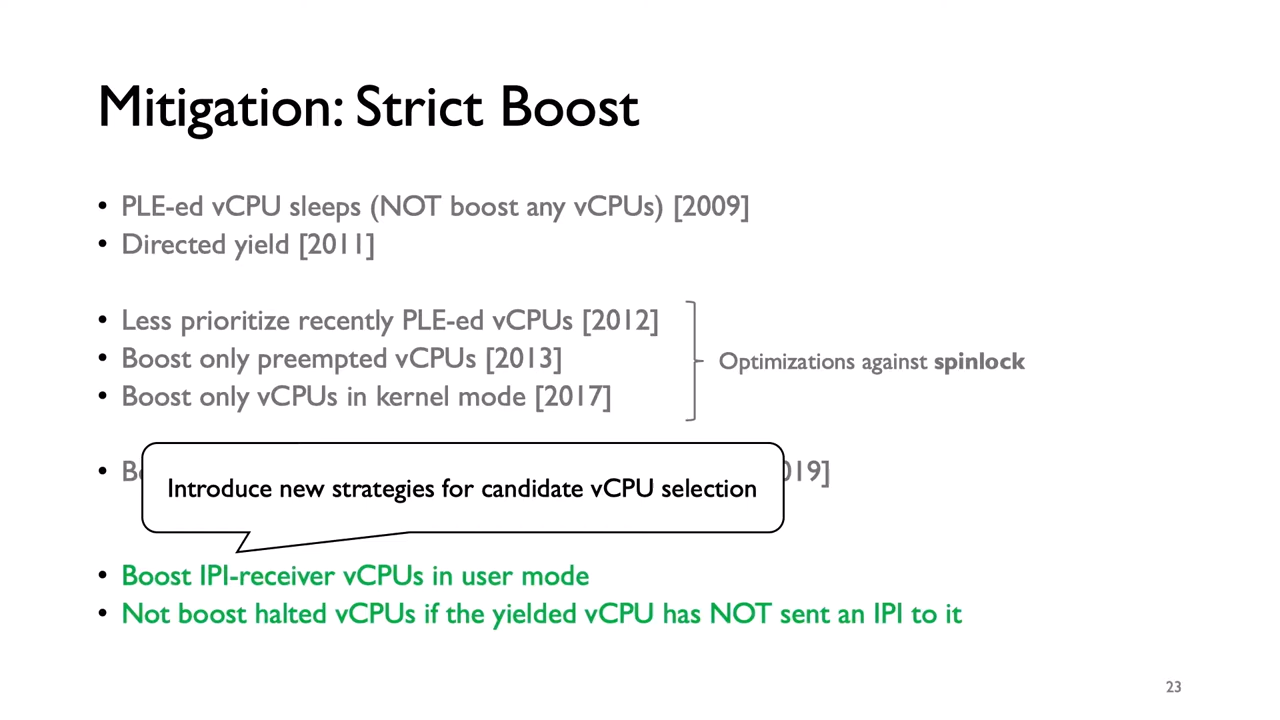 Mitigation: Strict Boost
• PLE-ed vCPU sleeps (NOT boost any vCPUs) [2009]
• Directed yield [2011]
• Less prioritize recently PLE-ed vCPUs [2012]
• Boost only preempted vCPUs [2013]
• Boost only vCPUs in kernel mode [2017]
Optimizations against spinlock
Introduce new strategies for candidate vCPU selection
• Boost IPI-receiver vCPUs in user mode
• Not boost halted vCPUs if the yielded vCPU has NOT sent an IPI to it
23